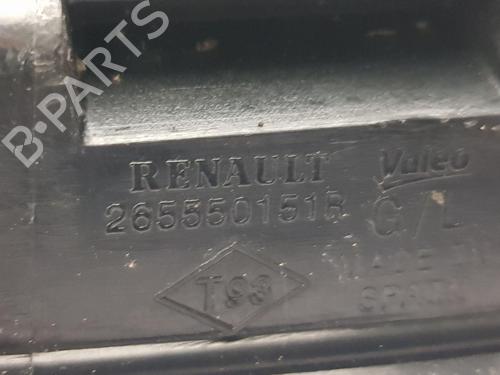 B-PARTS
RENAULT Valeo
265550151R G/L
T93 MADE IN
SPAIN